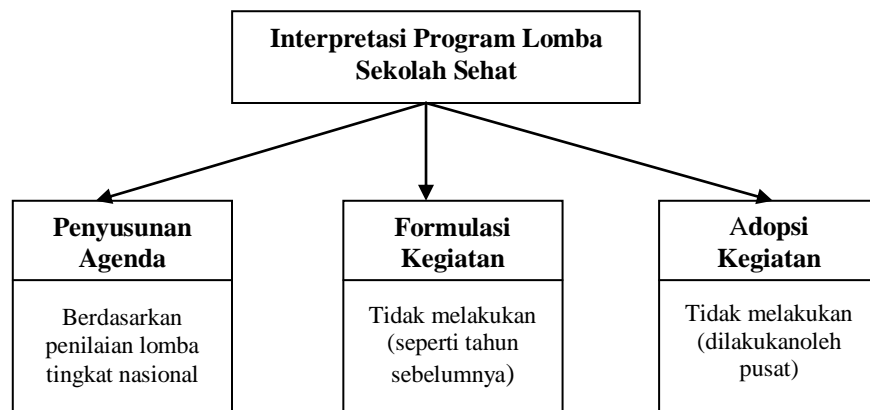 Interpretasi Program Lomba
Sekolah Sehat
Penyusunan
Agenda
Berdasarkan
penilaian lomba
tingkat nasional
Formulasi
Kegiatan
Tidak melakukan
(seperti tahun
sebelumnya)
Adopsi
Kegiatan
Tidak melakukan
(dilakukanoleh
pusat)